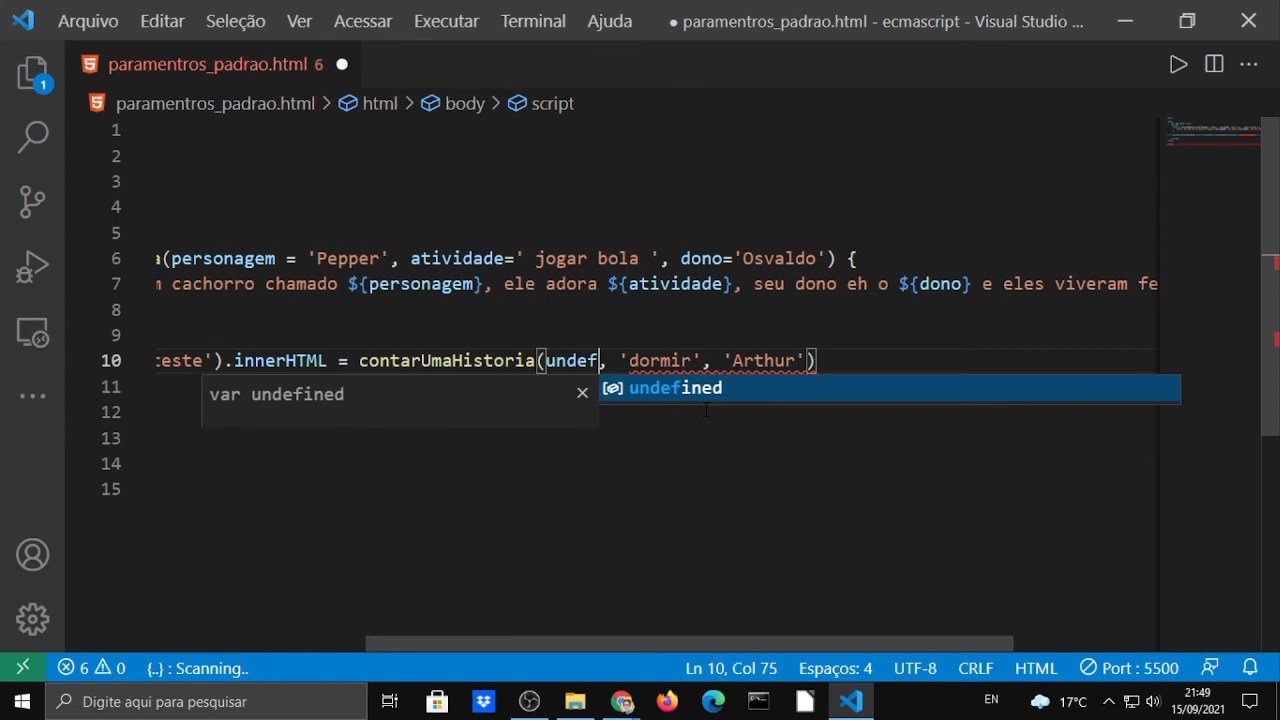 Arquivo Editar Seleção Ver Acessar Executar Terminal Ajuda ● paramentros_padrao.html - ecmascript - Visual Studio ...
paramentros_padrao.html 6
paramentros_padrao.html > html > body > script
1
1
2
3
4
5
6 a(personagem = 'Pepper', atividade=' jogar bola ', dono='Osvaldo') {
7 m cachorro chamado ${personagem}, ele adora ${atividade}, seu dono eh o ${dono} e eles viveram fe
8
9
10 teste').innerHTML = contarUmaHistoria(undef, 'dormir', 'Arthur')
11 var undefined undefined
12
13
14
15
6 0 {..} : Scanning.. Ln 10, Col 75 Espaços: 4 UTF-8 CRLF HTML Port : 5500
Digite aqui para pesquisar EN 17°C 21:49
15/09/2021